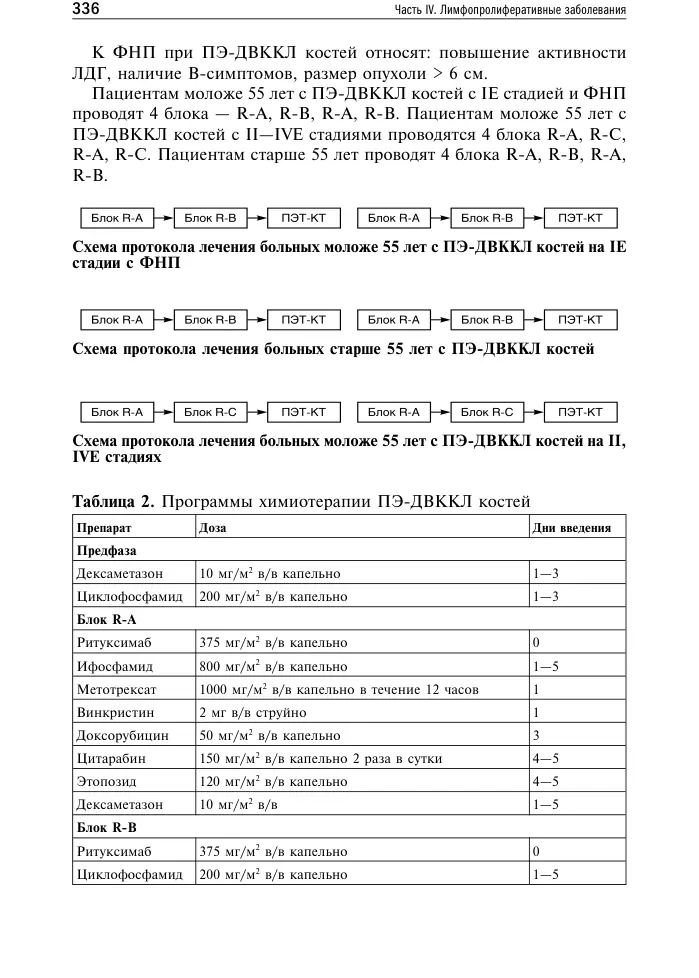 336
Часть IV. Лимфопролиферативные заболевания
К ФНП при ПЭ-ДВККЛ костей относят: повышение активности
ЛДГ, наличие В-симптомов, размер опухоли > 6 см.
Пациентам моложе 55 лет с ПЭ-ДВККЛ костей с IE стадией и ФНП
проводят 4 блока — R-A, R-B, R-A, R-B. Пациентам моложе 55 лет с
ПЭ-ДВККЛ костей с II—IVE стадиями проводятся 4 блока R-A, R-C,
R-A, R-C. Пациентам старше 55 лет проводят 4 блока R-A, R-B, R-A,
R-B.
Блок R-A Блок R-B ПЭТ-КТ Блок R-A Блок R-B ПЭТ-КТ
Схема протокола лечения больных моложе 55 лет с ПЭ-ДВККЛ костей на IE
стадии с ФНП
Блок R-A Блок R-B ПЭТ-КТ Блок R-A Блок R-B ПЭТ-КТ
Схема протокола лечения больных старше 55 лет с ПЭ-ДВККЛ костей
Блок R-A Блок R-C ПЭТ-КТ Блок R-A Блок R-C ПЭТ-КТ
Схема протокола лечения больных моложе 55 лет с ПЭ-ДВККЛ костей на II,
IVE стадиях
Таблица 2. Программы химиотерапии ПЭ-ДВККЛ костей
Препарат Доза Дни введения
Предфаза
Дексаметазон 10 мг/м² в/в капельно 1—3
Циклофосфамид 200 мг/м² в/в капельно 1—3
Блок R-A
Ритуксимаб 375 мг/м² в/в капельно 0
Ифосфамид 800 мг/м² в/в капельно 1—5
Метотрексат 1000 мг/м² в/в капельно в течение 12 часов 1
Винкристин 2 мг в/в струйно 1
Доксорубицин 50 мг/м² в/в капельно 3
Цитарабин 150 мг/м² в/в капельно 2 раза в сутки 4—5
Этопозид 120 мг/м² в/в капельно 4—5
Дексаметазон 10 мг/м² в/в 1—5
Блок R-B
Ритуксимаб 375 мг/м² в/в капельно 0
Циклофосфамид 200 мг/м² в/в капельно 1—5